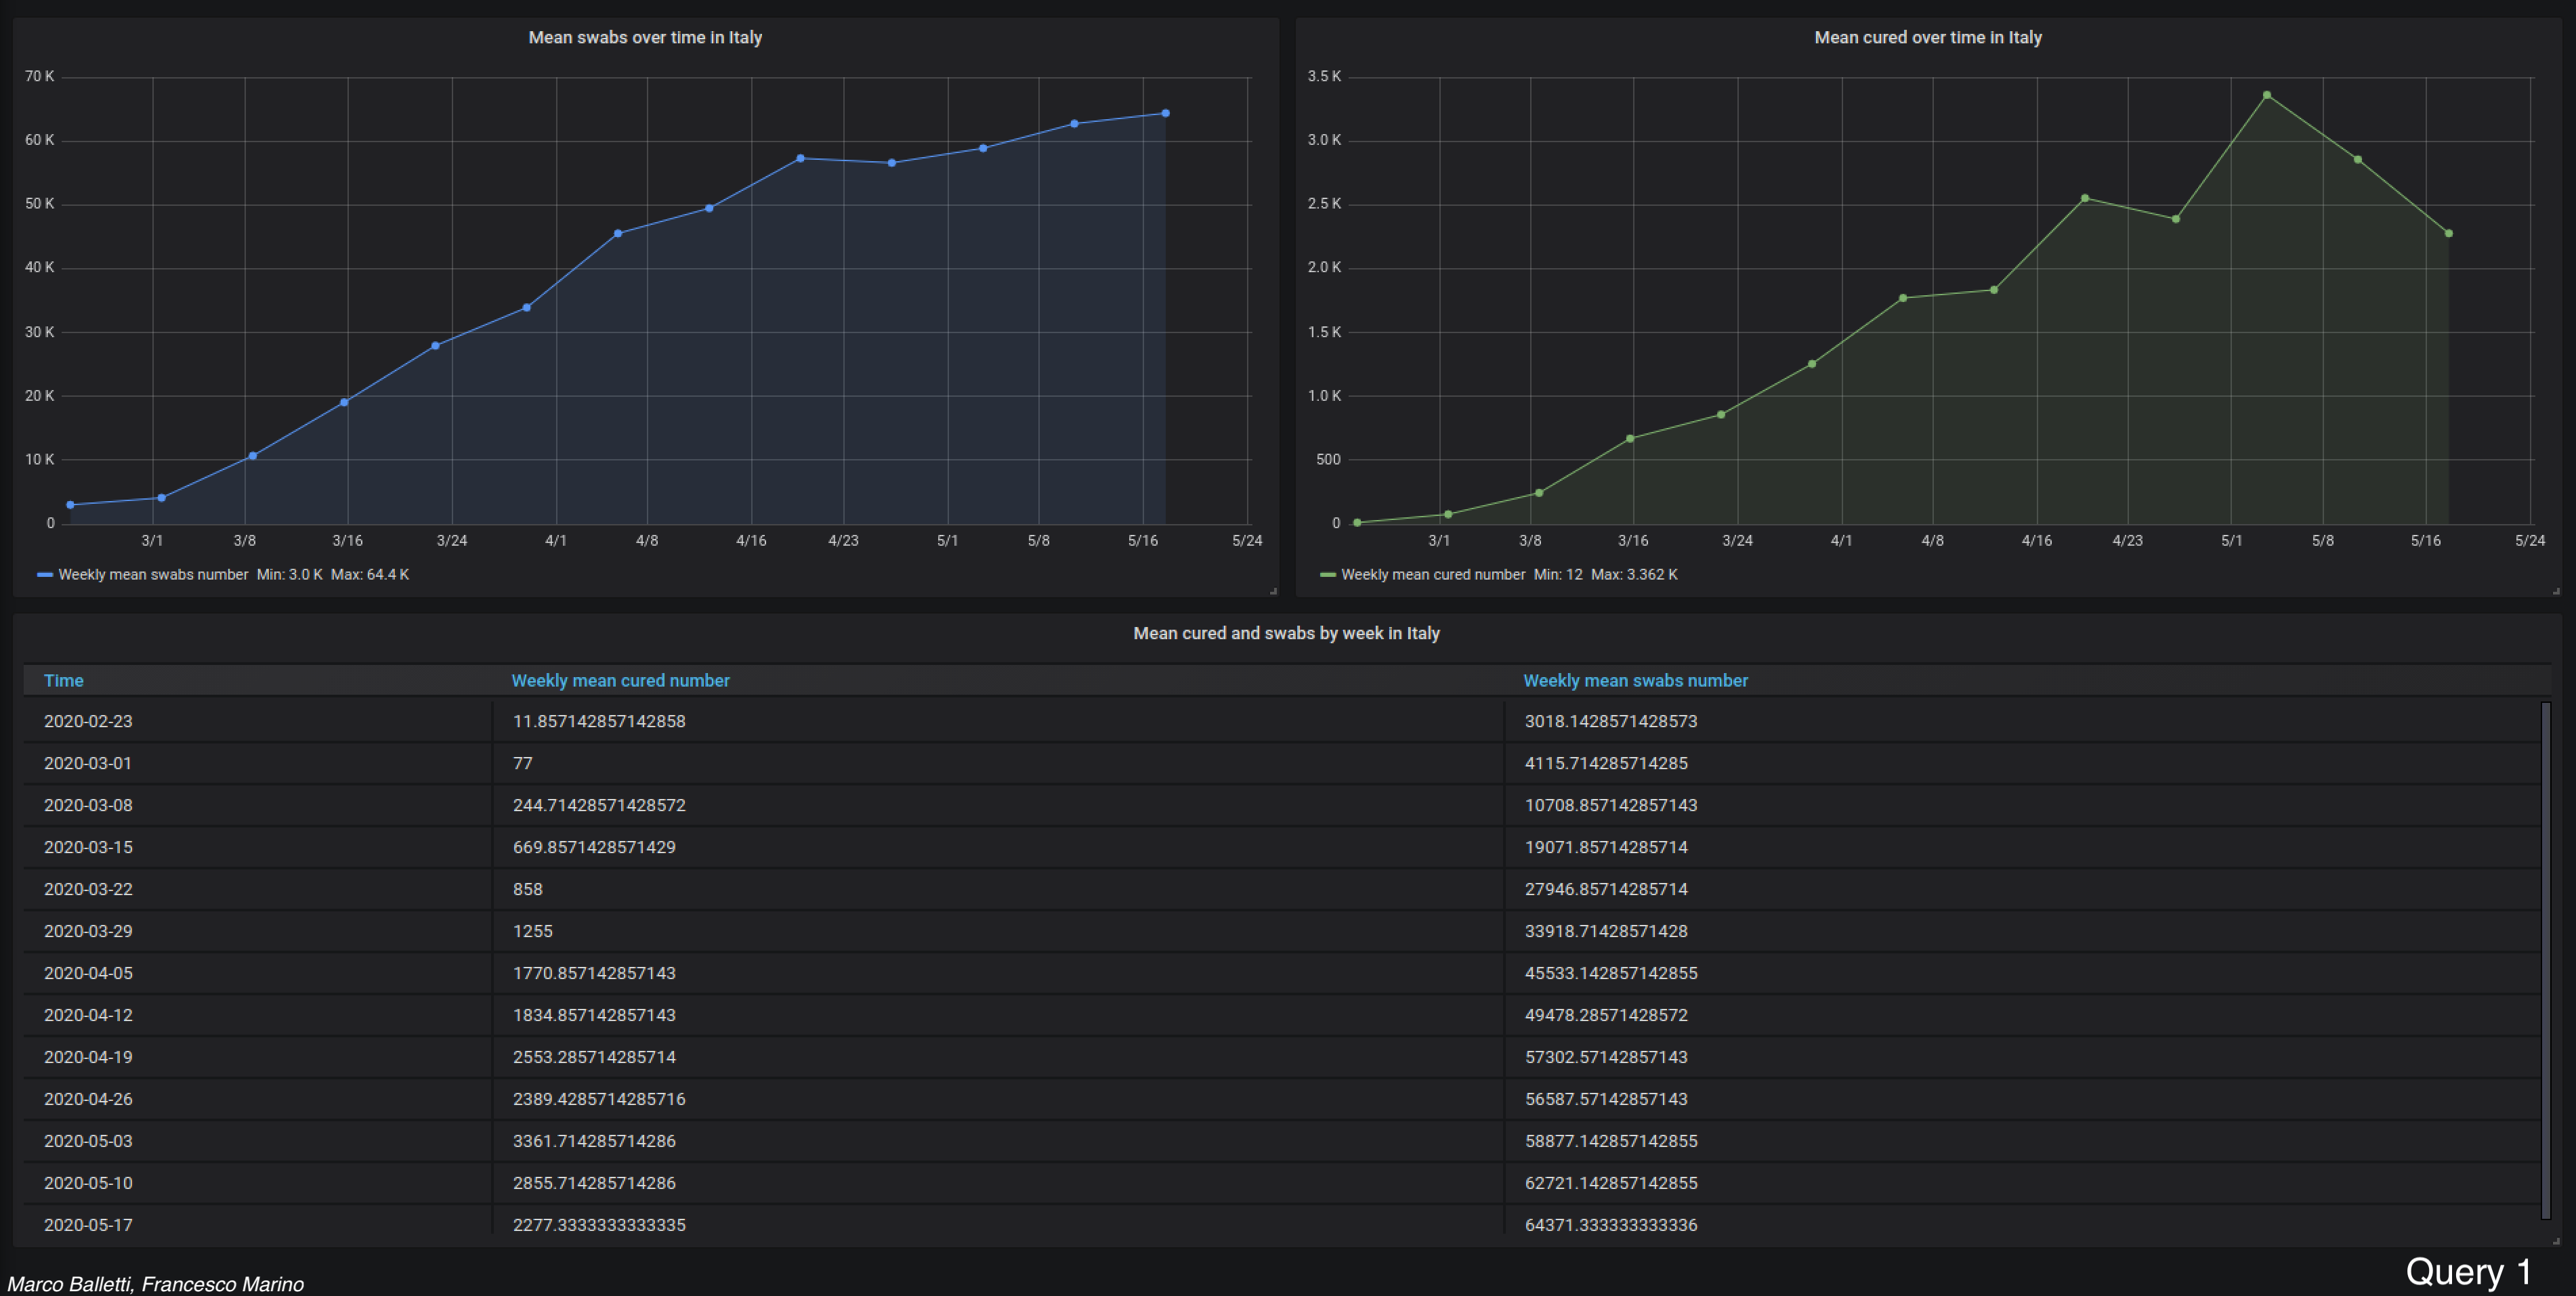 Mean swabs over time in Italy
70 K
60 K
50 K
40 K
30 K
20 K
10 K
0
3/1 3/8 3/16 3/24 4/1 4/8 4/16 4/23 5/1 5/8 5/16 5/24
Weekly mean swabs number Min: 3.0 K Max: 64.4 K
Mean cured over time in Italy
3.5 K
3.0 K
2.5 K
2.0 K
1.5 K
1.0 K
500
0
3/1 3/8 3/16 3/24 4/1 4/8 4/16 4/23 5/1 5/8 5/16 5/24
Weekly mean cured number Min: 12 Max: 3.362 K
Mean cured and swabs by week in Italy
Time Weekly mean cured number Weekly mean swabs number
2020-02-23 11.857142857142858 3018.1428571428573
2020-03-01 77 4115.714285714285
2020-03-08 244.71428571428572 10708.857142857143
2020-03-15 669.8571428571429 19071.85714285714
2020-03-22 858 27946.85714285714
2020-03-29 1255 33918.71428571428
2020-04-05 1770.857142857143 45533.142857142855
2020-04-12 1834.857142857143 49478.28571428572
2020-04-19 2553.285714285714 57302.57142857143
2020-04-26 2389.4285714285716 56587.57142857143
2020-05-03 3361.714285714286 58877.142857142855
2020-05-10 2855.714285714286 62721.142857142855
2020-05-17 2277.3333333333335 64371.333333333336
Marco Balletti, Francesco Marino
Query 1